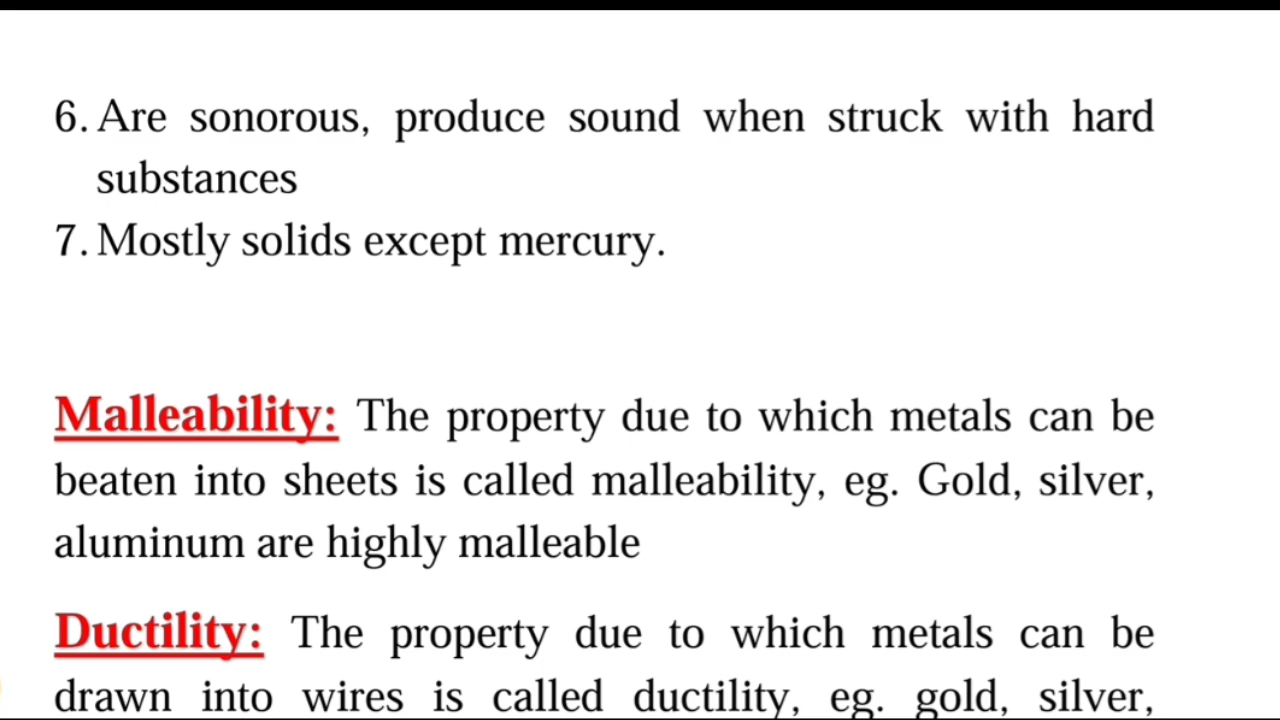 6. Are sonorous, produce sound when struck with hard
substances
7. Mostly solids except mercury.
Malleability: The property due to which metals can be
beaten into sheets is called malleability, eg. Gold, silver,
aluminum are highly malleable
Ductility: The property due to which metals can be
drawn into wires is called ductility, eg. gold, silver,